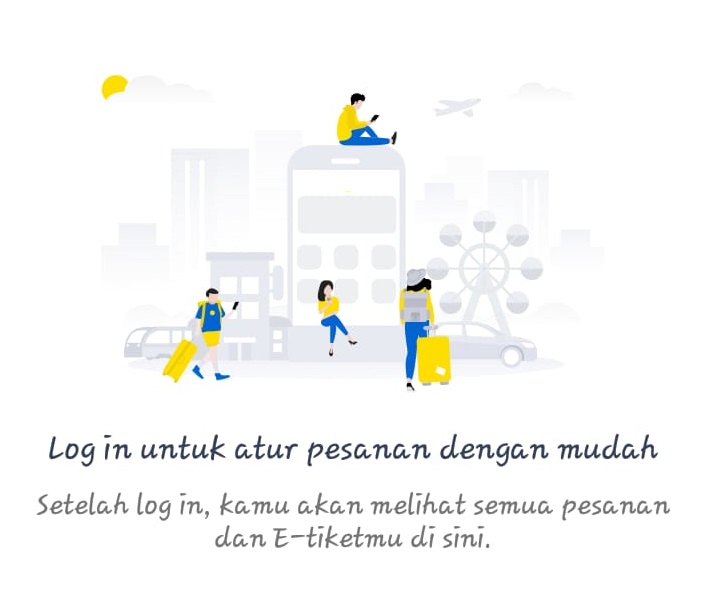 Log in untuk atur pesanan dengan mudah
Setelah log in, kamu akan melihat semua pesanan
dan E-tiketmu di sini.